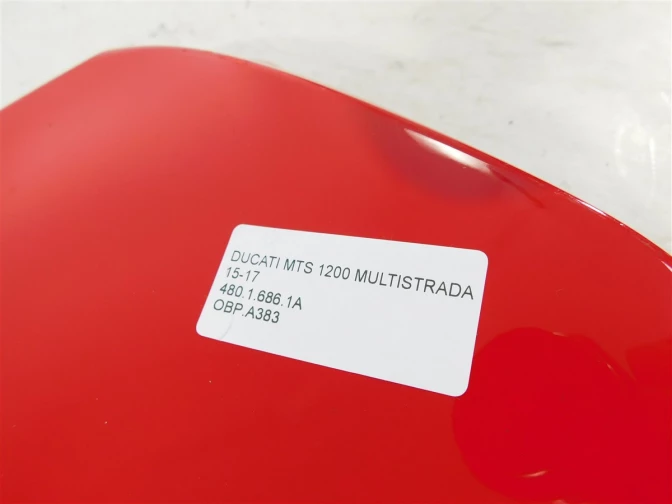 DUCATI MTS 1200 MULTISTRADA
15-17
480.1.686.1A
OBP.A383